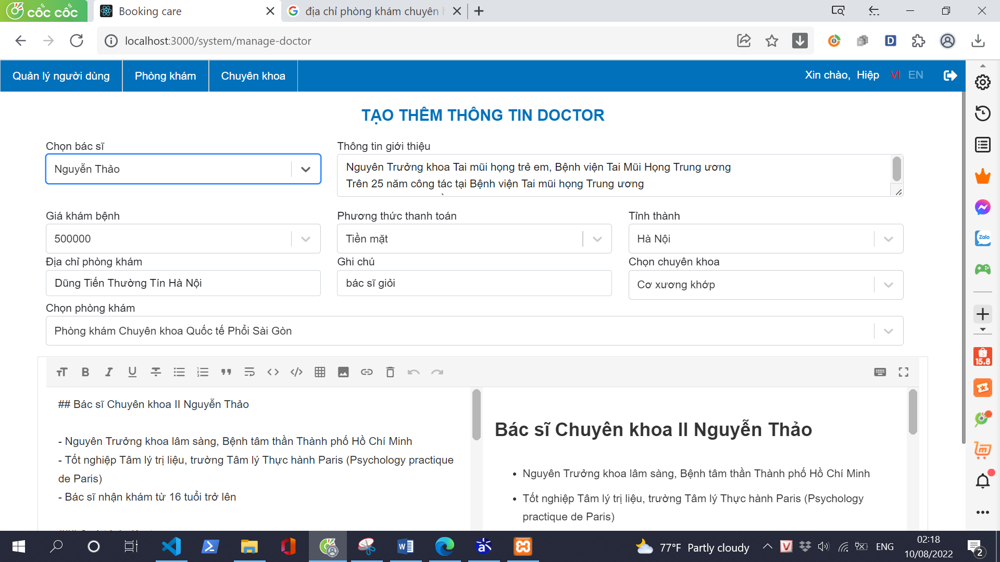 cốc cốc
Booking care
địa chỉ phòng khám chuyên
localhost:3000/system/manage-doctor
Quản lý người dùng
Phòng khám
Chuyên khoa
Xin chào, Hiệp VI EN
TẠO THÊM THÔNG TIN DOCTOR
Chọn bác sĩ
Thông tin giới thiệu
Nguyễn Thảo
Nguyên Trưởng khoa Tai mũi họng trẻ em, Bệnh viện Tai Mũi Họng Trung ương
Trên 25 năm công tác tại Bệnh viện Tai mũi họng Trung ương
Giá khám bệnh
Phương thức thanh toán
Tỉnh thành
500000
Tiền mặt
Hà Nội
Địa chỉ phòng khám
Ghi chú
Chọn chuyên khoa
Dũng Tiến Thường Tín Hà Nội
bác sĩ giỏi
Cơ xương khớp
Chọn phòng khám
Phòng khám Chuyên khoa Quốc tế Phổi Sài Gòn
## Bác sĩ Chuyên khoa II Nguyễn Thảo
- Nguyên Trưởng khoa lâm sàng, Bệnh tâm thần Thành phố Hồ Chí Minh
- Tốt nghiệp Tâm lý trị liệu, trường Tâm lý Thực hành Paris (Psychology practique
de Paris)
- Bác sĩ nhận khám từ 16 tuổi trở lên
Bác sĩ Chuyên khoa II Nguyễn Thảo
• Nguyên Trưởng khoa lâm sàng, Bệnh tâm thần Thành phố Hồ Chí Minh
• Tốt nghiệp Tâm lý trị liệu, trường Tâm lý Thực hành Paris (Psychology
practique de Paris)
Zalo
15.8
77°F Partly cloudy
ENG
02:18
10/08/2022
2